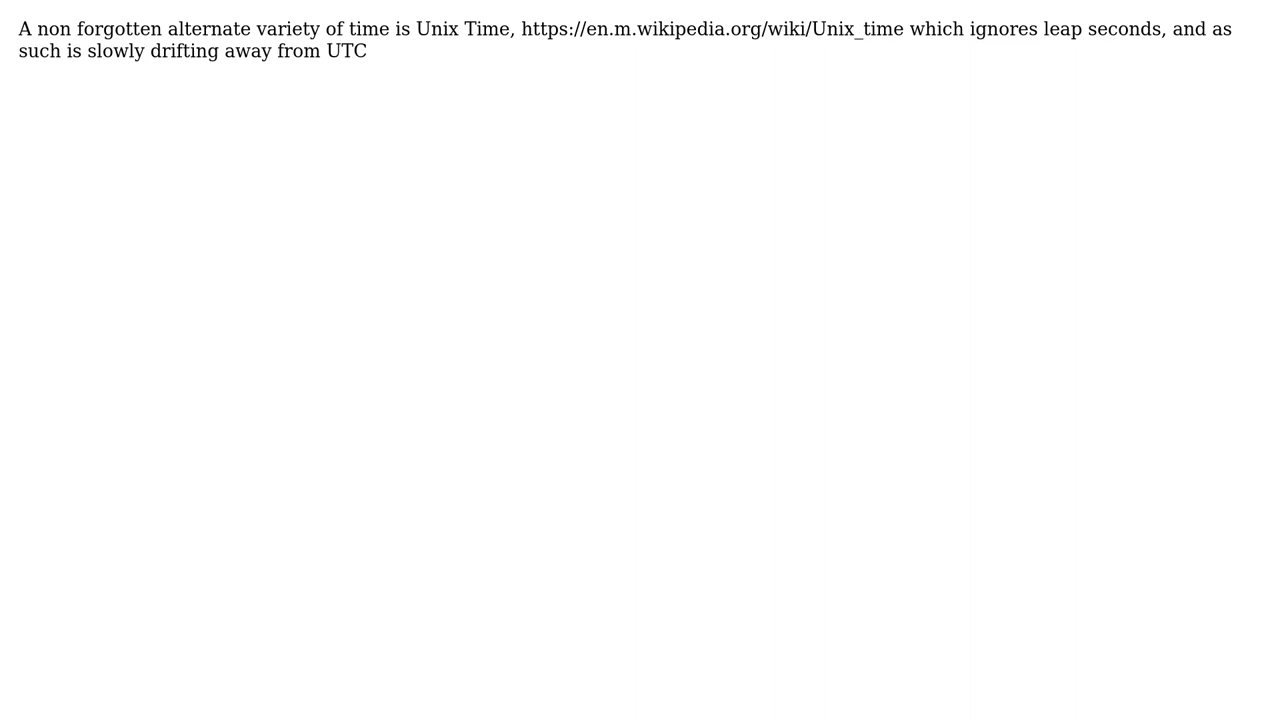 A non forgotten alternate variety of time is Unix Time, https://en.m.wikipedia.org/wiki/Unix_time which ignores leap seconds, and as
such is slowly drifting away from UTC